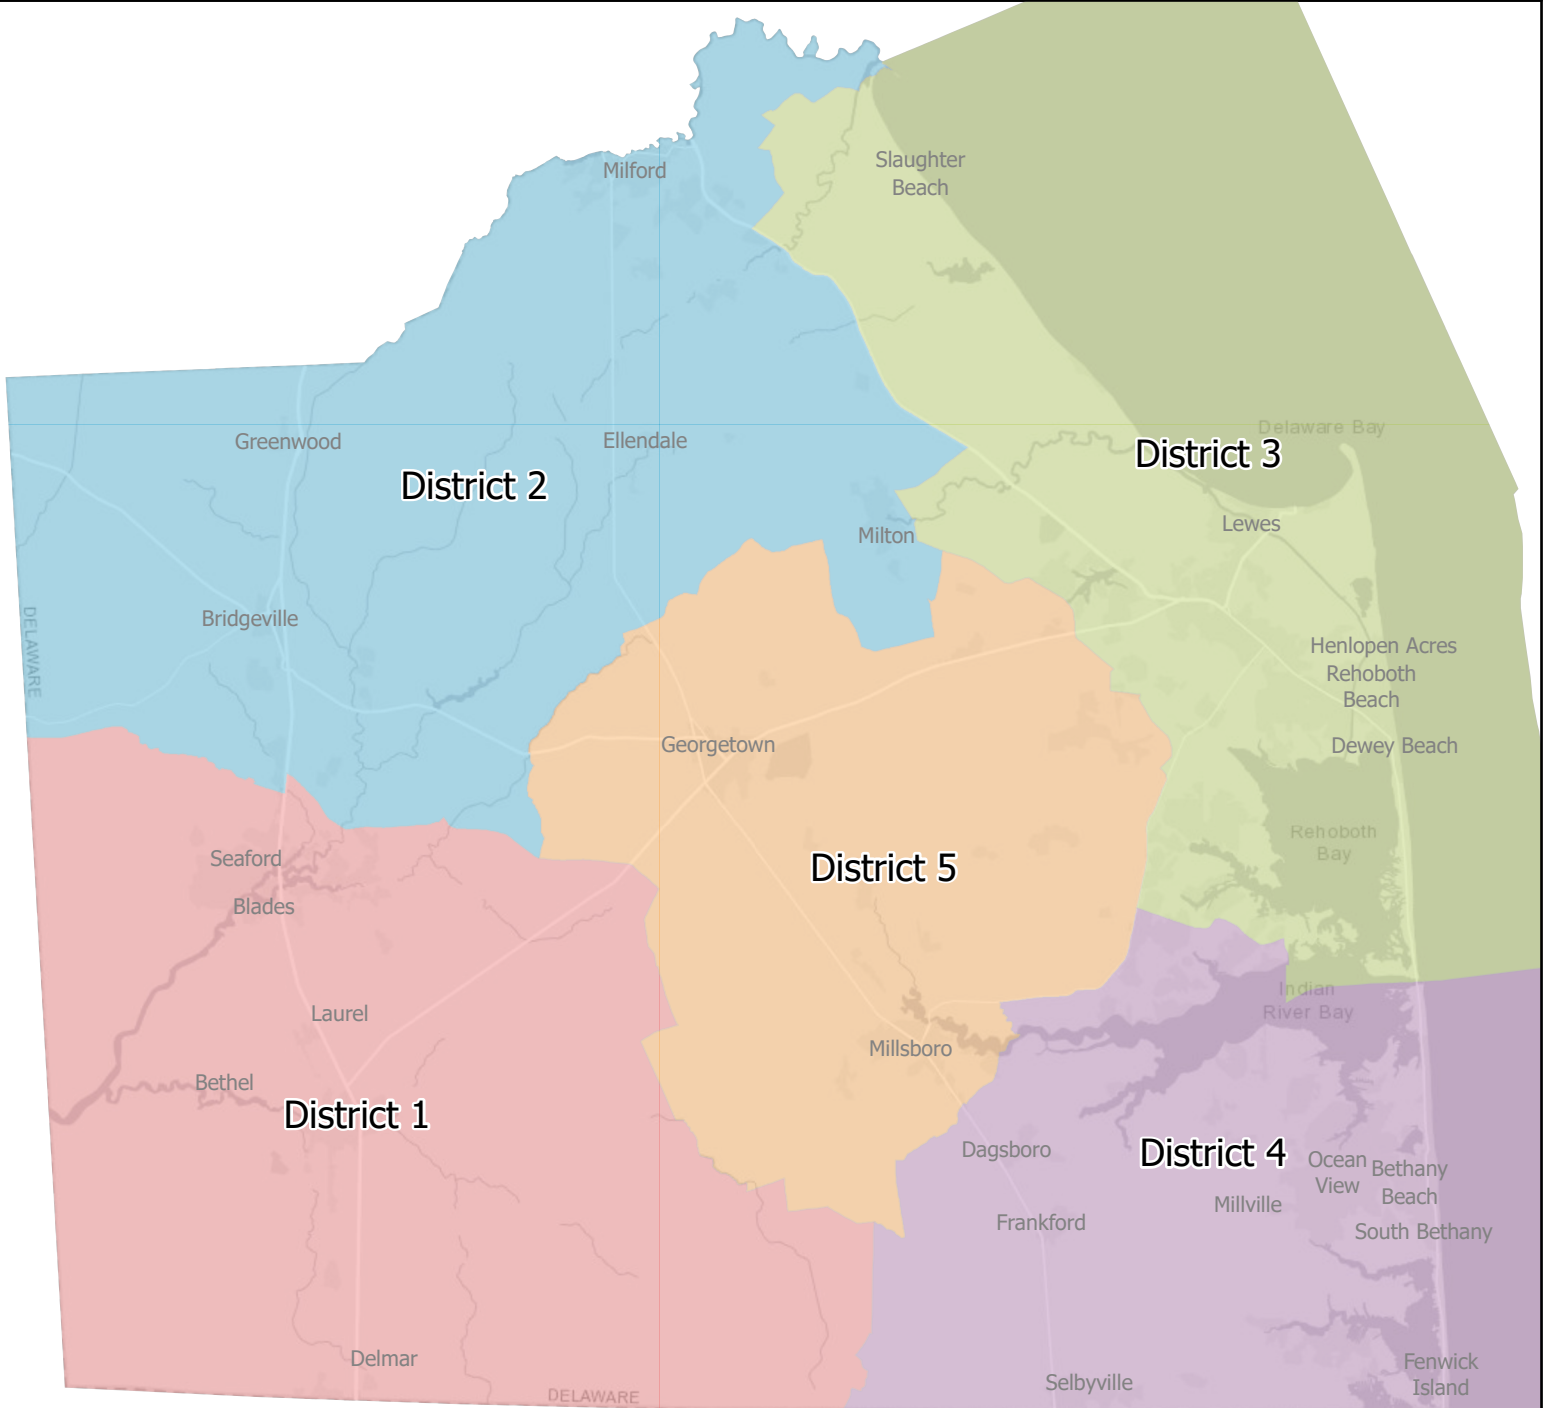 Slaughter
Beach
Milford
Delaware Bay
Greenwood
Ellendale
District 3
District 2
Lewes
Milton
DELAWARE
Bridgeville
Henlopen Acres
Rehoboth
Beach
Georgetown
Dewey Beach
Rehoboth
Bay
Seaford
District 5
Blades
Indian
River Bay
Laurel
Millsboro
Bethel
District 1
Dagsboro
District 4
Ocean
View
Bethany
Beach
Millville
Frankford
South Bethany
Delmar
Fenwick
Island
Selbyville
DELAWARE